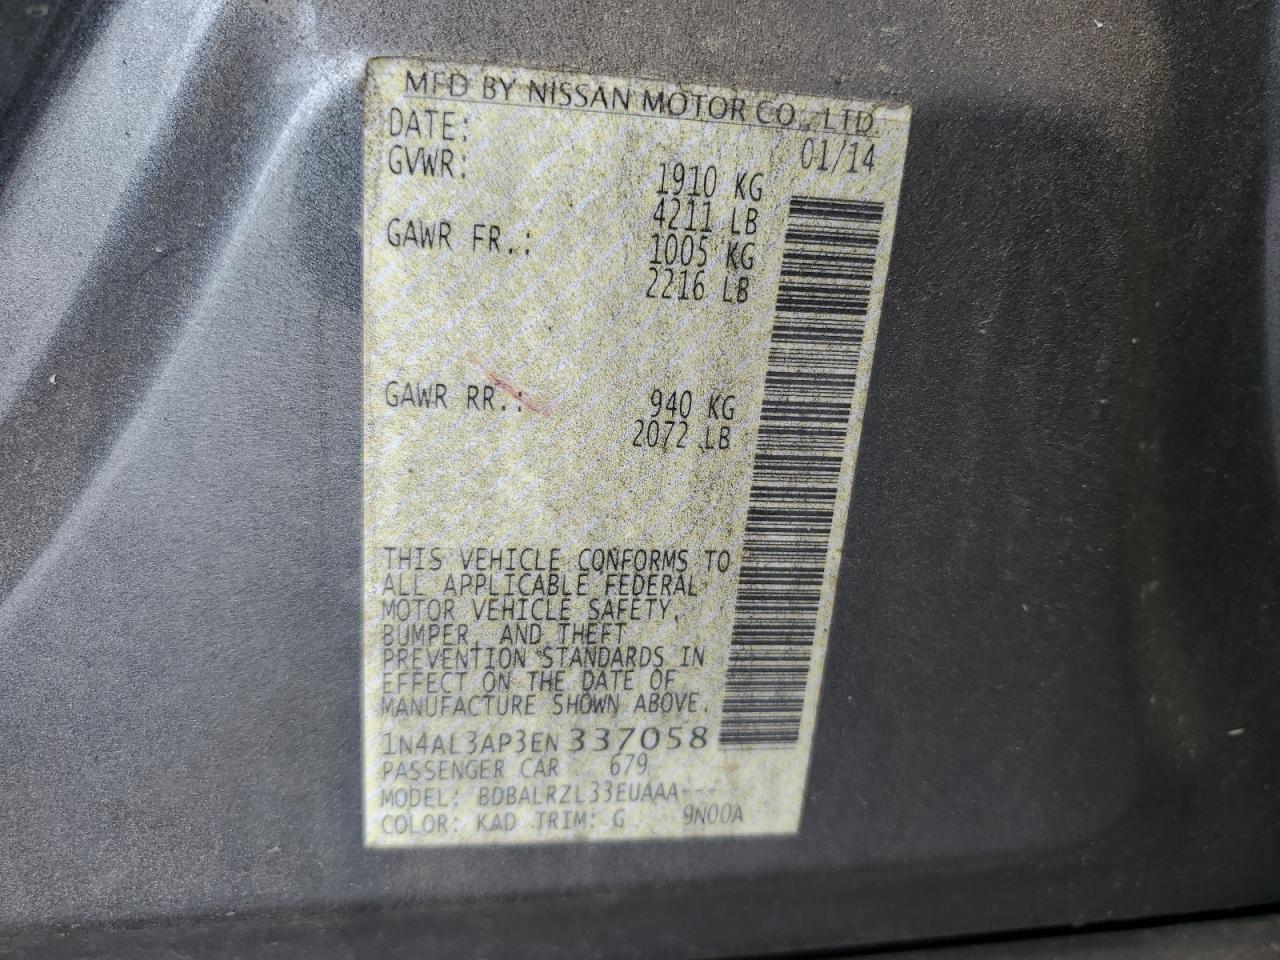 MFD BY NISSAN MOTOR CO., LTD.
DATE: 01/14
GVWR: 1910 KG
4211 LB
GAWR FR.: 1005 KG
2216 LB
GAWR RR.: 940 KG
2072 LB
THIS VEHICLE CONFORMS TO
ALL APPLICABLE FEDERAL
MOTOR VEHICLE SAFETY,
BUMPER, AND THEFT
PREVENTION STANDARDS IN
EFFECT ON THE DATE OF
MANUFACTURE SHOWN ABOVE.
1N4AL3AP3EN337058
PASSENGER CAR 679
MODEL: BDBALRZL33EUAAA---
COLOR: KAD TRIM: G 9N00A